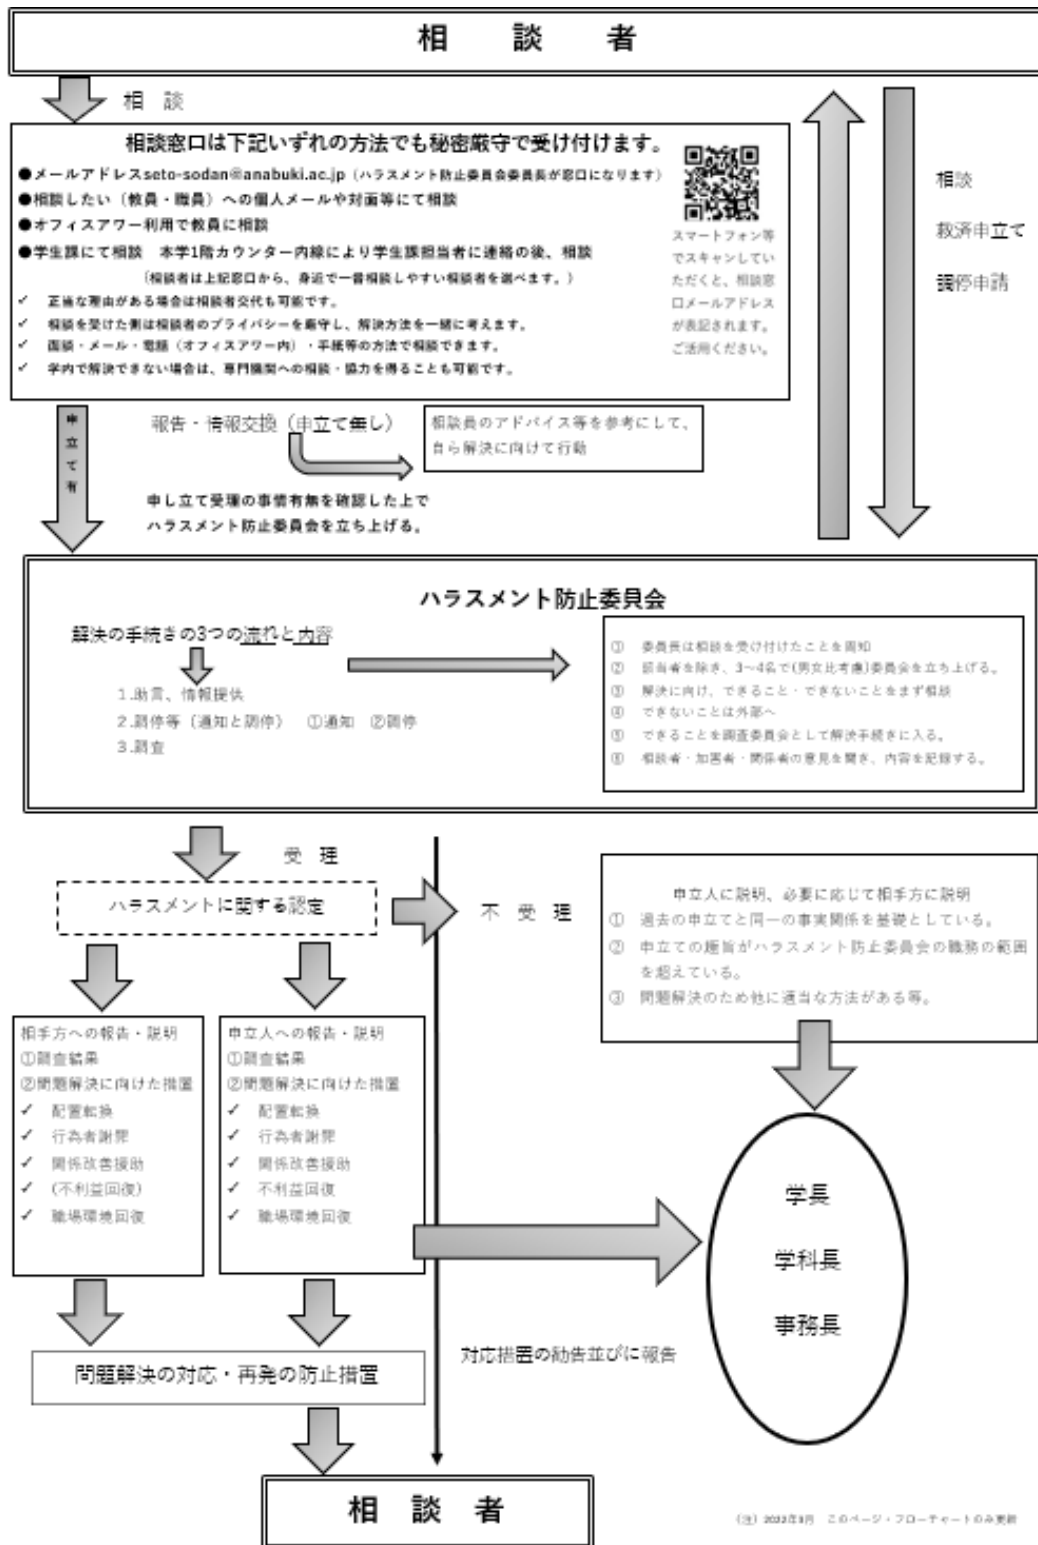 相 談 者
相 談
相談窓口は下記いずれの方法でも秘密厳守で受け付けます。
●メールアドレスseto-sodan@anabuki.ac.jp（ハラスメント防止委員会委員長が窓口になります）
●相談したい（教員・職員）への個人メールや対面等にて相談
●オフィスアワー利用で教員に相談
●学生課にて相談　本学1階カウンター内線により学生課担当者に連絡の後、相談
（相談者は上記窓口から、身近で一番相談しやすい相談者を選べます。）
✓ 正当な理由がある場合は相談者交代も可能です。
✓ 相談を受けた側は相談者のプライバシーを厳守し、解決方法を一緒に考えます。
✓ 面談・メール・電話（オフィスアワー内）・手紙等の方法で相談できます。
✓ 学内で解決できない場合は、専門機関への相談・協力を得ることも可能です。
スマートフォン等
でスキャンしてい
ただくと、相談窓
口メールアドレス
が表記されます。
ご活用ください。
相談
救済申立て
調停申請
申立て有
報告・情報交換（申立て無し）
相談員のアドバイス等を参考にして、
自ら解決に向けて行動
申し立て受理の事情有無を確認した上で
ハラスメント防止委員会を立ち上げる。
ハラスメント防止委員会
解決の手続きの3つの流れと内容
1.助言、情報提供
2.調停等（通知と調停）　①通知　②調停
3.調査
① 委員長は相談を受け付けたことを周知
② 該当者を除き、3～4名で(男女比考慮)委員会を立ち上げる。
③ 解決に向け、できること・できないことをまず相談
④ できないことは外部へ
⑤ できることを調査委員会として解決手続きに入る。
⑥ 相談者・加害者・関係者の意見を聞き、内容を記録する。
受 理
ハラスメントに関する認定
不 受 理
申立人に説明、必要に応じて相手方に説明
① 過去の申立てと同一の事実関係を基礎としている。
② 申立ての趣旨がハラスメント防止委員会の職務の範囲
を超えている。
③ 問題解決のため他に適当な方法がある等。
相手方への報告・説明
①調査結果
②問題解決に向けた措置
✓ 配置転換
✓ 行為者謝罪
✓ 関係改善援助
✓ (不利益回復)
✓ 職場環境回復
申立人への報告・説明
①調査結果
②問題解決に向けた措置
✓ 配置転換
✓ 行為者謝罪
✓ 関係改善援助
✓ 不利益回復
✓ 職場環境回復
学長
学科長
事務長
対応措置の勧告並びに報告
問題解決の対応・再発の防止措置
相 談 者
（注）2022年　月　このページ・フローチャートのみ更新